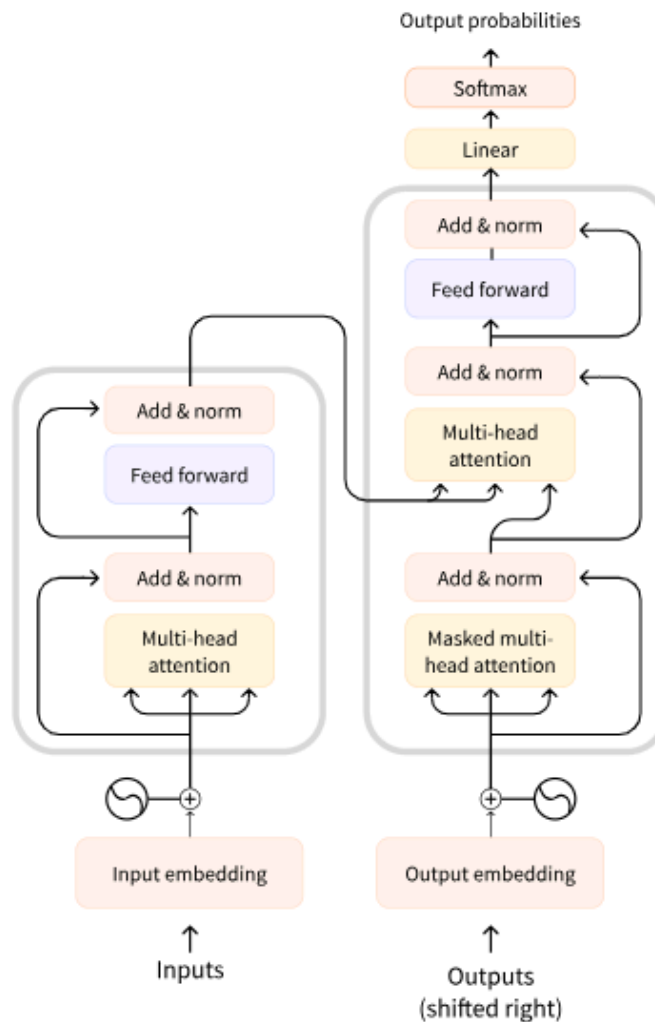 Output probabilities
Softmax
Linear
Add & norm
Feed forward
Add & norm
Multi-head
attention
Add & norm
Masked multi-
head attention
Output embedding
Outputs
(shifted right)
Add & norm
Feed forward
Add & norm
Multi-head
attention
Input embedding
Inputs